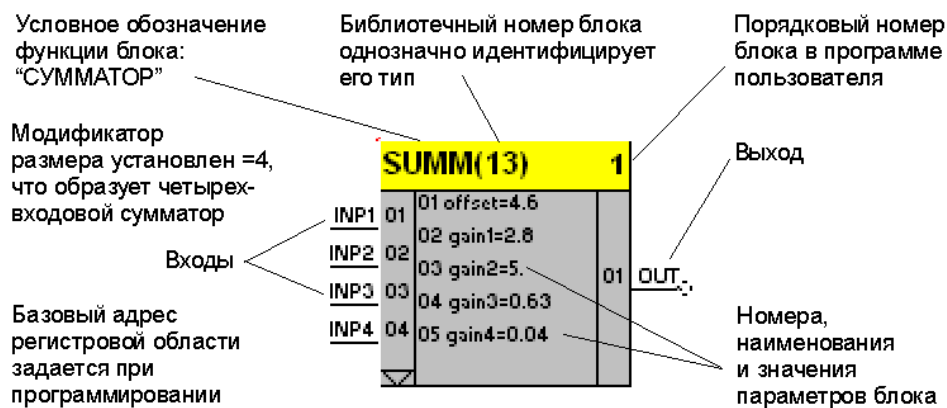 Условное обозначение
функции блока:
“СУММАТОР”
Библиотечный номер блока
однозначно идентифицирует
его тип
Порядковый номер
блока в программе
пользователя
Модификатор
размера установлен =4,
что образует четырех-
входовой сумматор
Входы
Базовый адрес
регистровой области
задается при
программировании
SUMM(13) 1
INP1 01
INP2 02
INP3 03
INP4 04
01 offset=4.6
02 gain1=2.8
03 gain2=5.
04 gain3=0.63
05 gain4=0.04
01 OUT
Выход
Номера,
наименования
и значения
параметров блока